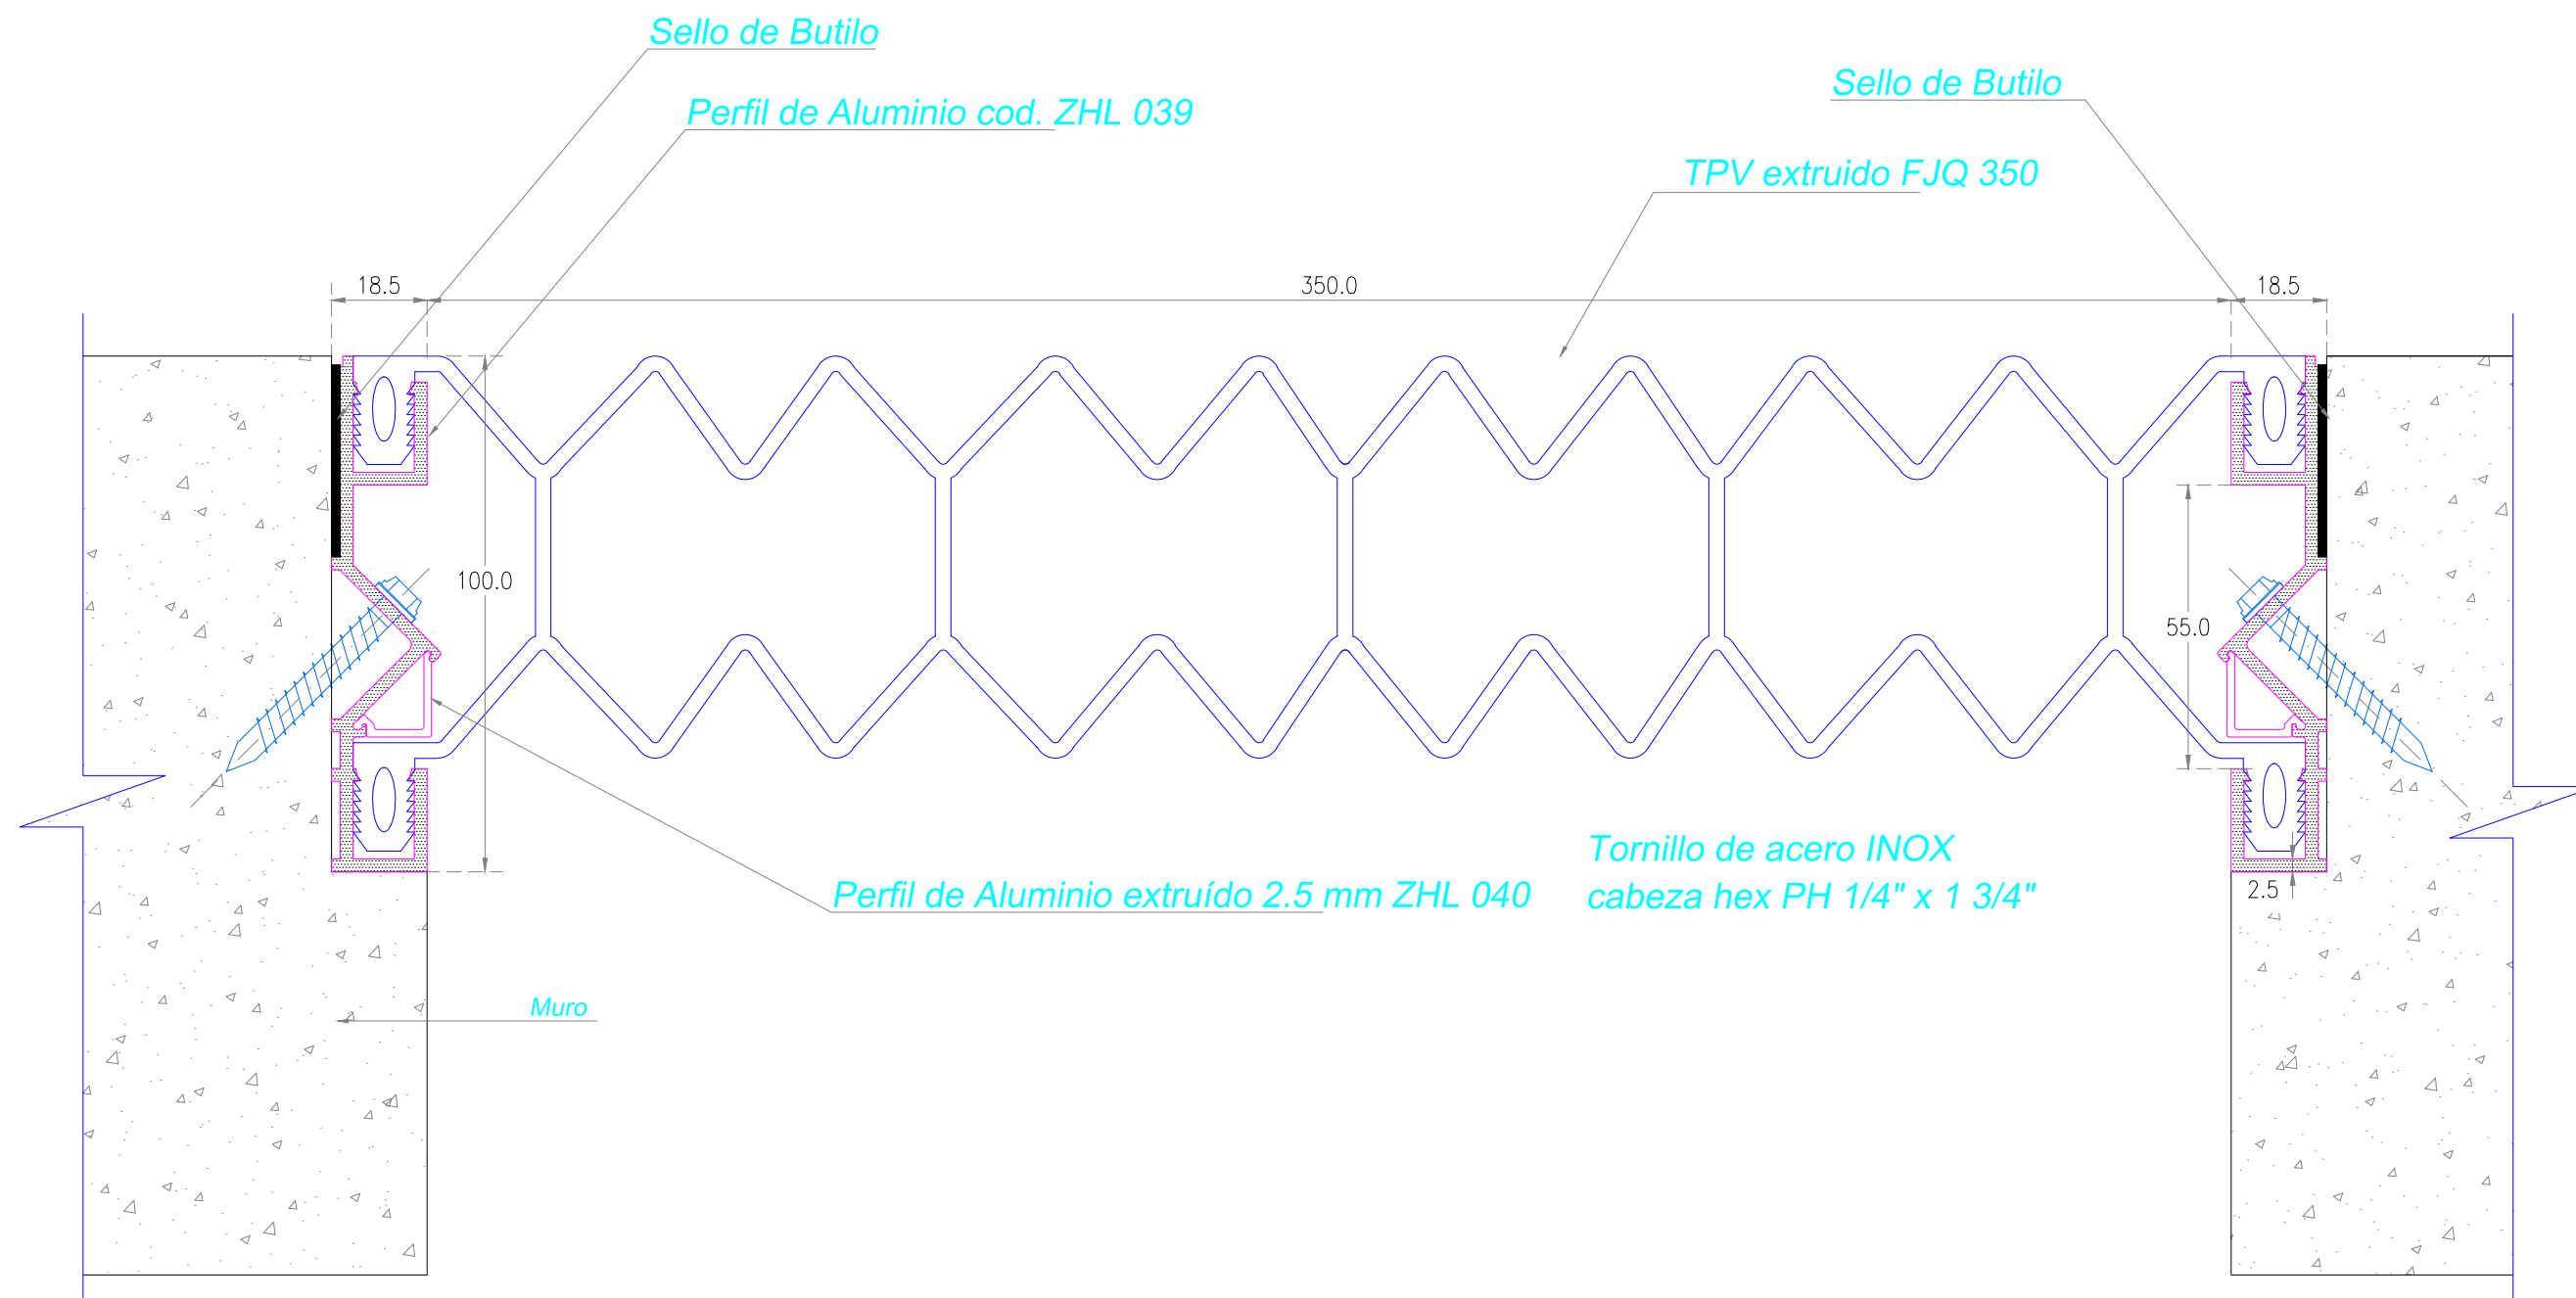 Sello de Butilo
Sello de Butilo
Perfil de Aluminio cod. ZHL 039
TPV extruido FJQ 350
18.5
350.0
18.5
100.0
55.0
Tornillo de acero INOX
cabeza hex PH 1/4" x 1 3/4"
Perfil de Aluminio extruído 2.5 mm ZHL 040
2.5
Muro